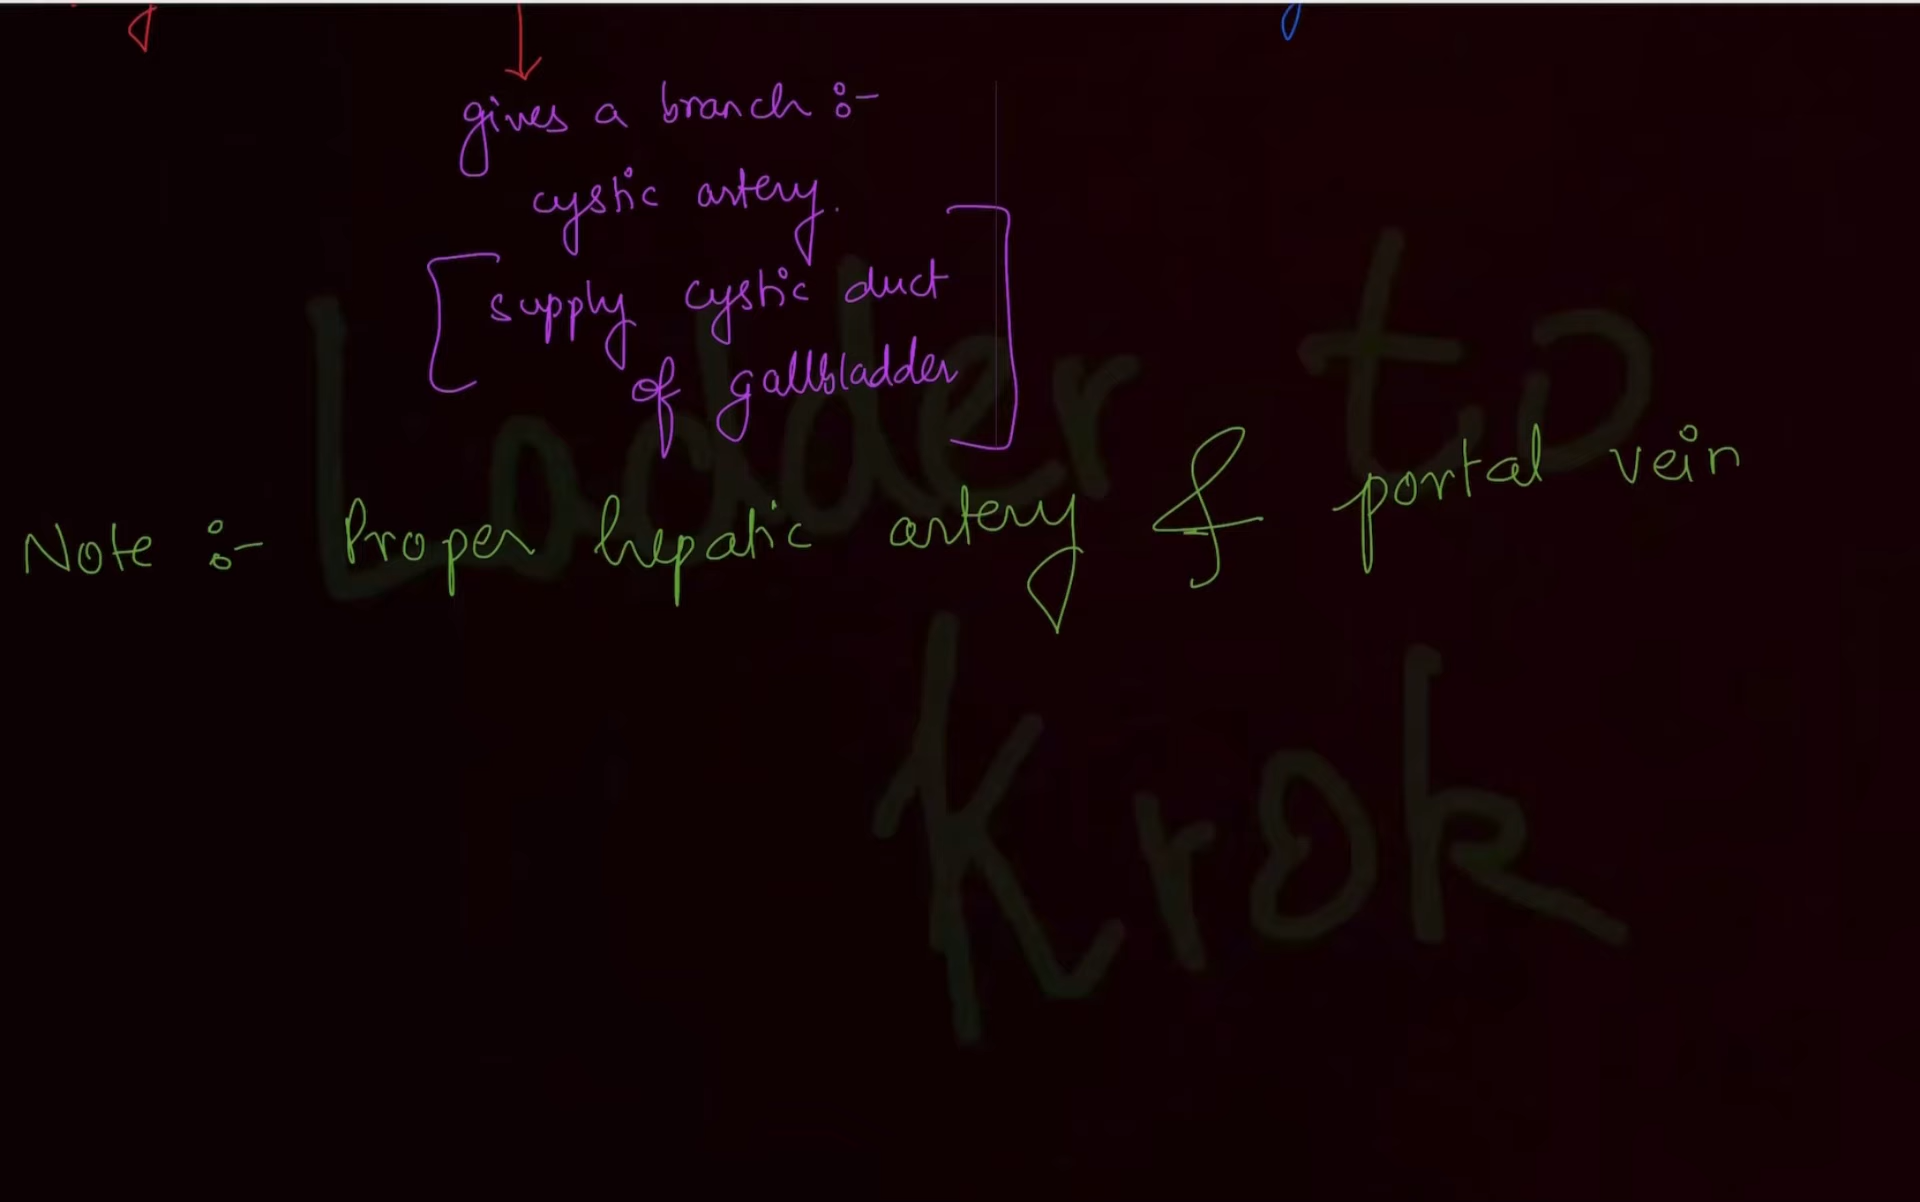 gives a branch :-
cystic artery.
[supply cystic duct
of gallbladder]
Note :- Proper hepatic artery & portal vein
Ladder to
Krok